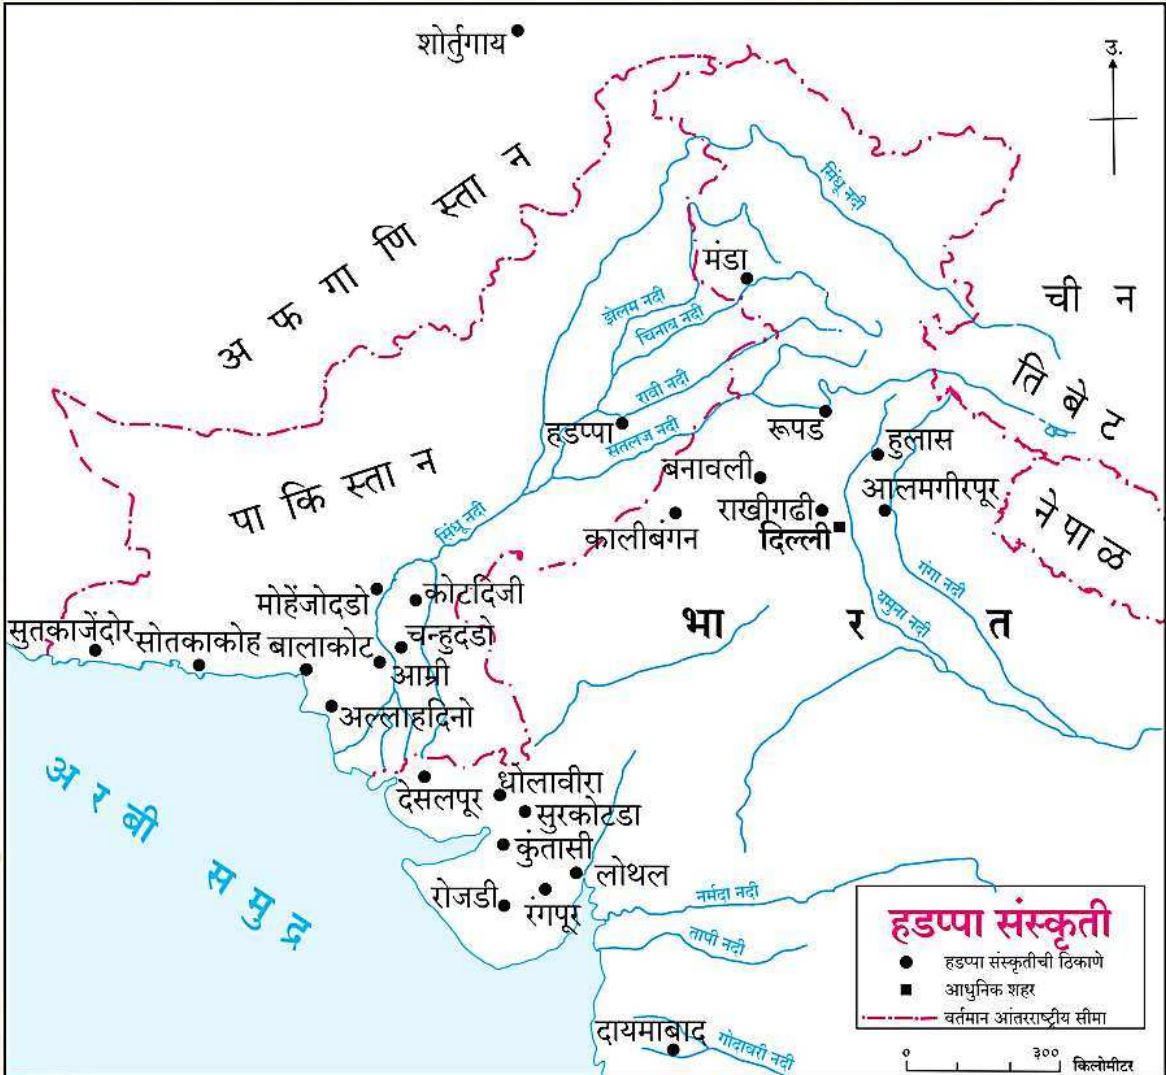 शोर्तुगाय
उ.
अफगाणिस्तान
सिंधू नदी
मंडा
चीन
झेलम नदी
चिनाब नदी
तिबेट
रावी नदी
हडप्पा
सतलज नदी
रूपड
हुलास
बनावली
पाकिस्तान
आलमगीरपूर
राखीगढी
कालीबंगन
दिल्ली
नेपाळ
सिंधू नदी
गंगा नदी
यमुना नदी
मोहेंजोदडो
कोटदिजी
भारत
सुतकाजेंदोर
सोतकाकोह
बालाकोट
चन्हुदडो
आम्री
अल्लाहदिनो
अरबी समुद्र
देसलपूर
धोलावीरा
सुरकोटडा
कुंतासी
लोथल
रोजडी
रंगपूर
नर्मदा नदी
तापी नदी
दायमाबाद
गोदावरी नदी
हडप्पा संस्कृती
हडप्पा संस्कृतीची ठिकाणे
आधुनिक शहर
वर्तमान आंतरराष्ट्रीय सीमा
० ३०० किलोमीटर